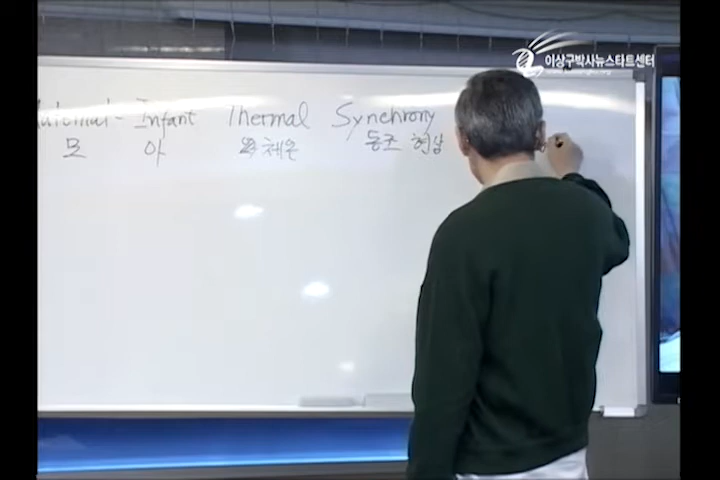 이상구박사뉴스타트센터
Maternal - Infant Thermal Synchrony
모 아 체온 동조 현상